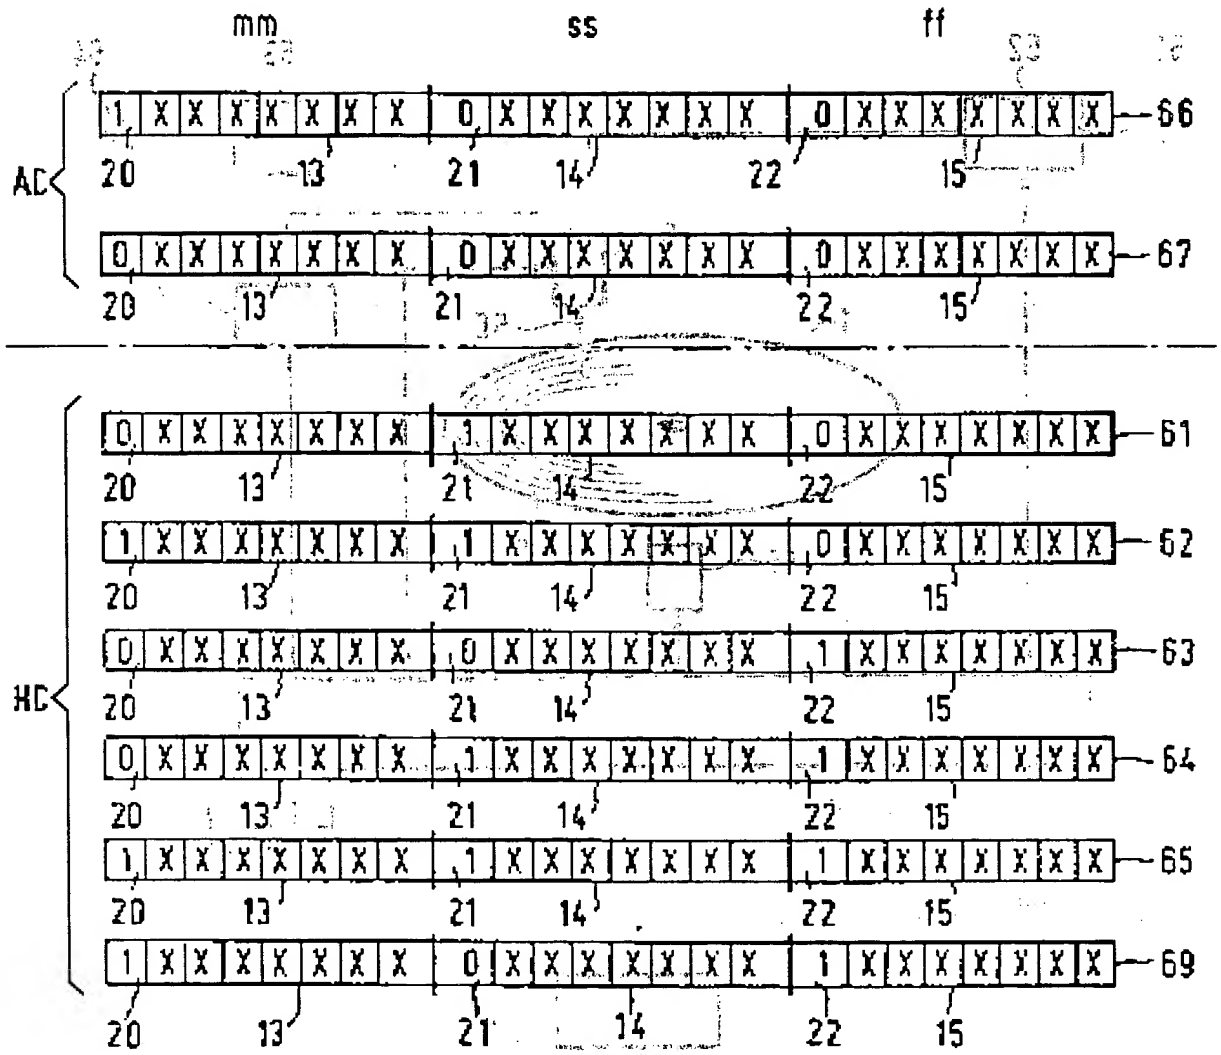 mm ss ff
1 X X X X X X X 0 X X X X X X X 0 X X X X X X X 66
20 13 21 14 22 15
AC
0 X X X X X X X 0 X X X X X X X 0 X X X X X X X 67
20 13 21 14 22 15
0 X X X X X X X 1 X X X X X X X 0 X X X X X X X 61
20 13 21 14 22 15
1 X X X X X X X 1 X X X X X X X 0 X X X X X X X 62
20 13 21 14 22 15
0 X X X X X X X 0 X X X X X X X 1 X X X X X X X 63
HC
20 13 21 14 22 15
0 X X X X X X X 1 X X X X X X X 1 X X X X X X X 64
20 13 21 14 22 15
1 X X X X X X X 1 X X X X X X X 1 X X X X X X X 65
20 13 21 14 22 15
1 X X X X X X X 0 X X X X X X X 1 X X X X X X X 69
20 13 21 14 22 15